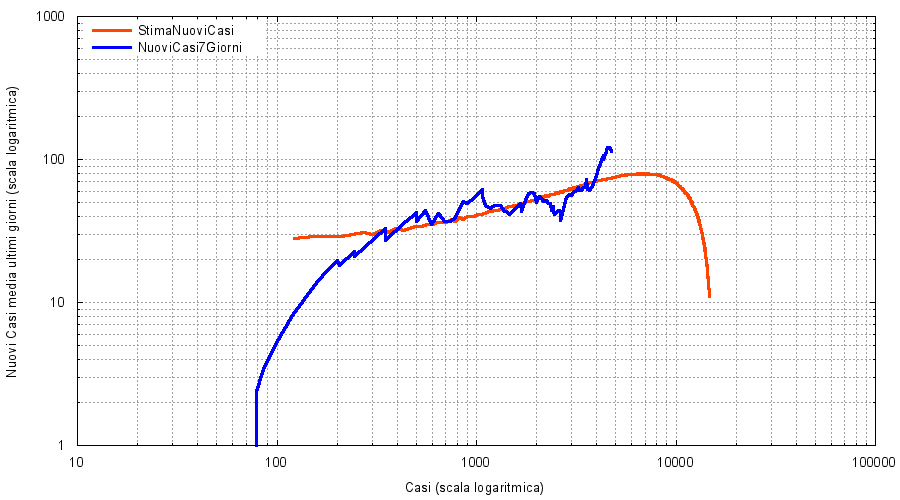 1000
StimaNuoviCasi
NuoviCasi7Giorni
100
Nuovi Casi media ultimi giorni (scala logaritmica)
10
1
10
100
1000
10000
100000
Casi (scala logaritmica)